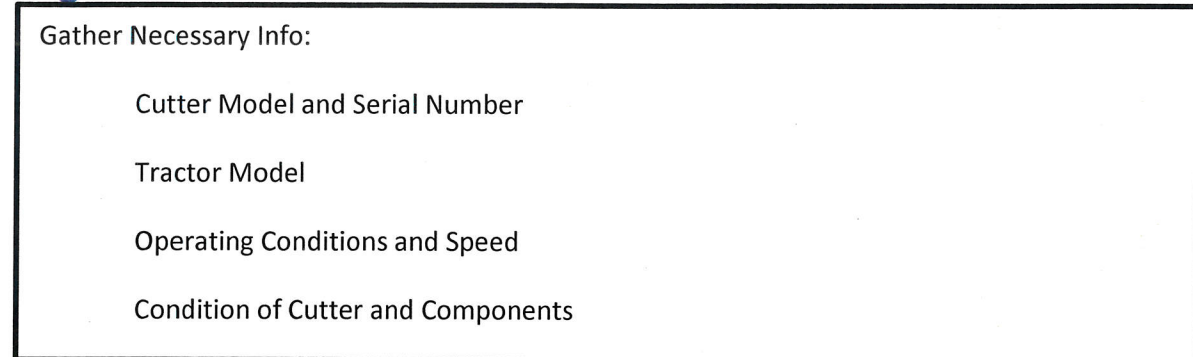 Gather Necessary Info:
Cutter Model and Serial Number
Tractor Model
Operating Conditions and Speed
Condition of Cutter and Components